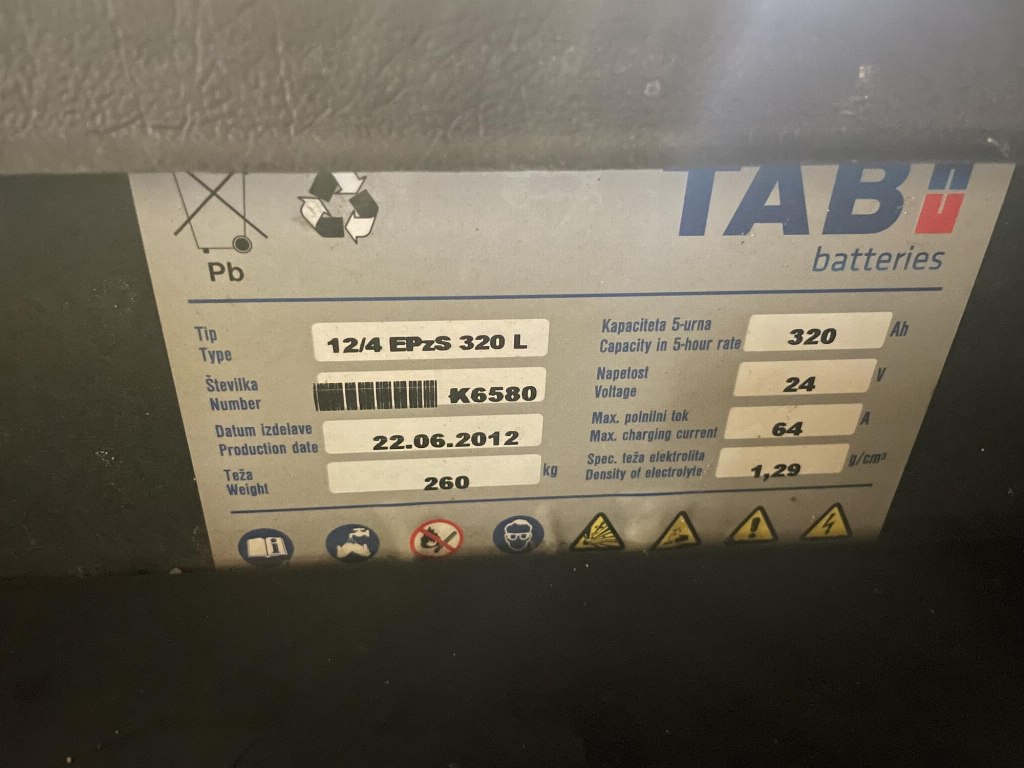 TAB
batteries
Pb
Tip
Type
12/4 EPzS 320 L
Številka
Number
K6580
Datum izdelave
Production date
22.06.2012
Teža
Weight
260
kg
Kapaciteta 5-urna
Capacity in 5-hour rate
320
Ah
Napetost
Voltage
24
V
Max. polnilni tok
Max. charging current
64
A
Spec. teža elektrolita
Density of electrolyte
1,29
g/cm³